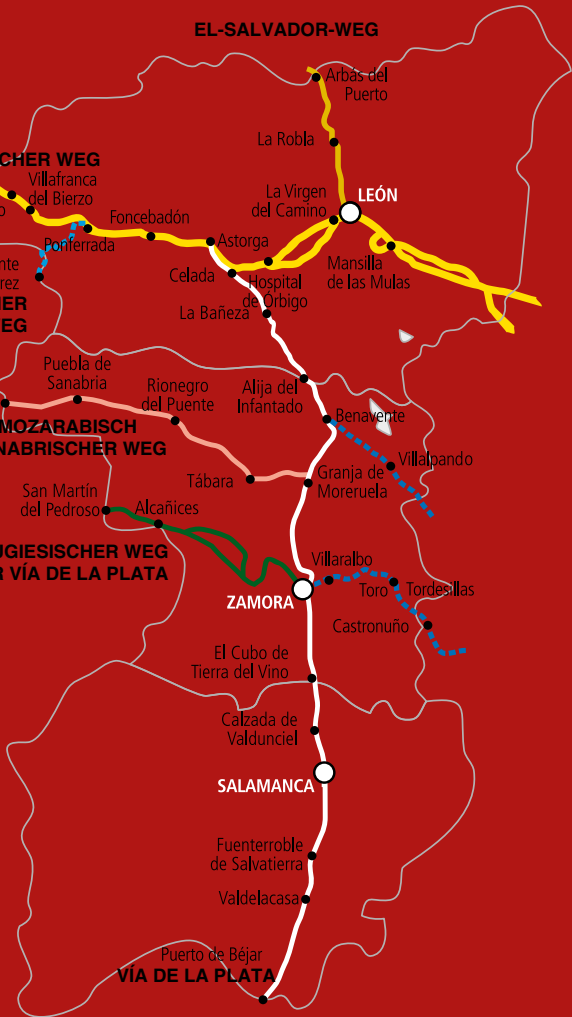 EL-SALVADOR-WEG
Arbás del
Puerto
La Robla
CHER WEG
Villafranca
del Bierzo
La Virgen
del Camino
LEÓN
Foncebadón
Ponferrada
Astorga
Mansilla
de las Mulas
Celada
Hospital
de Órbigo
nte
rez
HER
EG
La Bañeza
Puebla de
Sanabria
Rionegro
del Puente
Alija del
Infantado
Benavente
MOZARABISCH
NABRISCHER WEG
Villalpando
Tábara
Granja de
Moreruela
San Martín
del Pedroso
Alcañices
UGIESISCHER WEG
R VÍA DE LA PLATA
Villaralbo
ZAMORA
Toro
Tordesillas
Castronuño
El Cubo de
Tierra del Vino
Calzada de
Valdunciel
SALAMANCA
Fuenterroble
de Salvatierra
Valdelacasa
Puerto de Béjar
VÍA DE LA PLATA